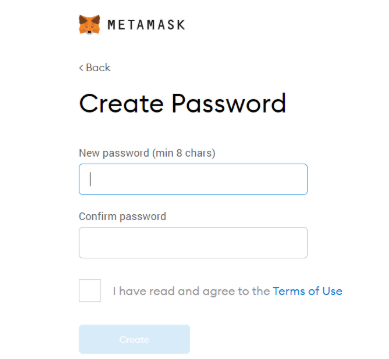 METAMASK
< Back
Create Password
New password (min 8 chars)
Confirm password
I have read and agree to the Terms of Use
Create